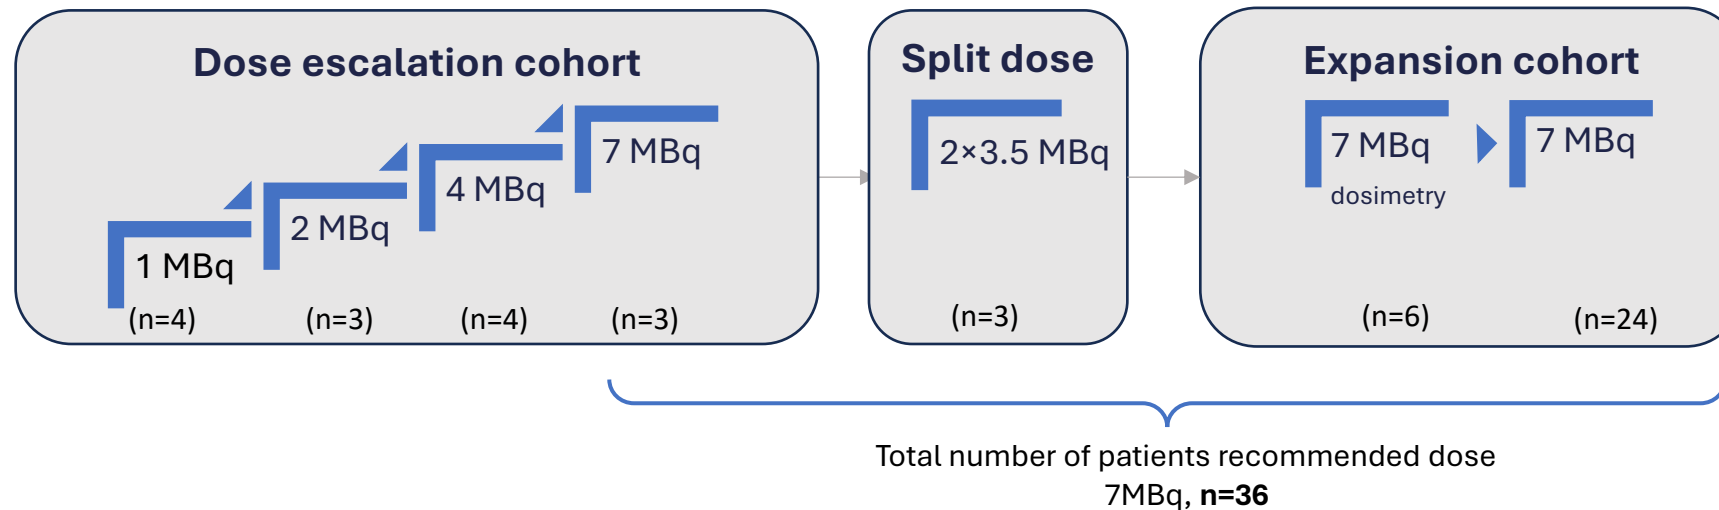 Dose escalation cohort
1 MBq
(n=4)
2 MBq
(n=3)
4 MBq
(n=4)
7 MBq
(n=3)
Split dose
2×3.5 MBq
(n=3)
Expansion cohort
7 MBq
dosimetry
(n=6)
7 MBq
(n=24)
Total number of patients recommended dose
7MBq, n=36